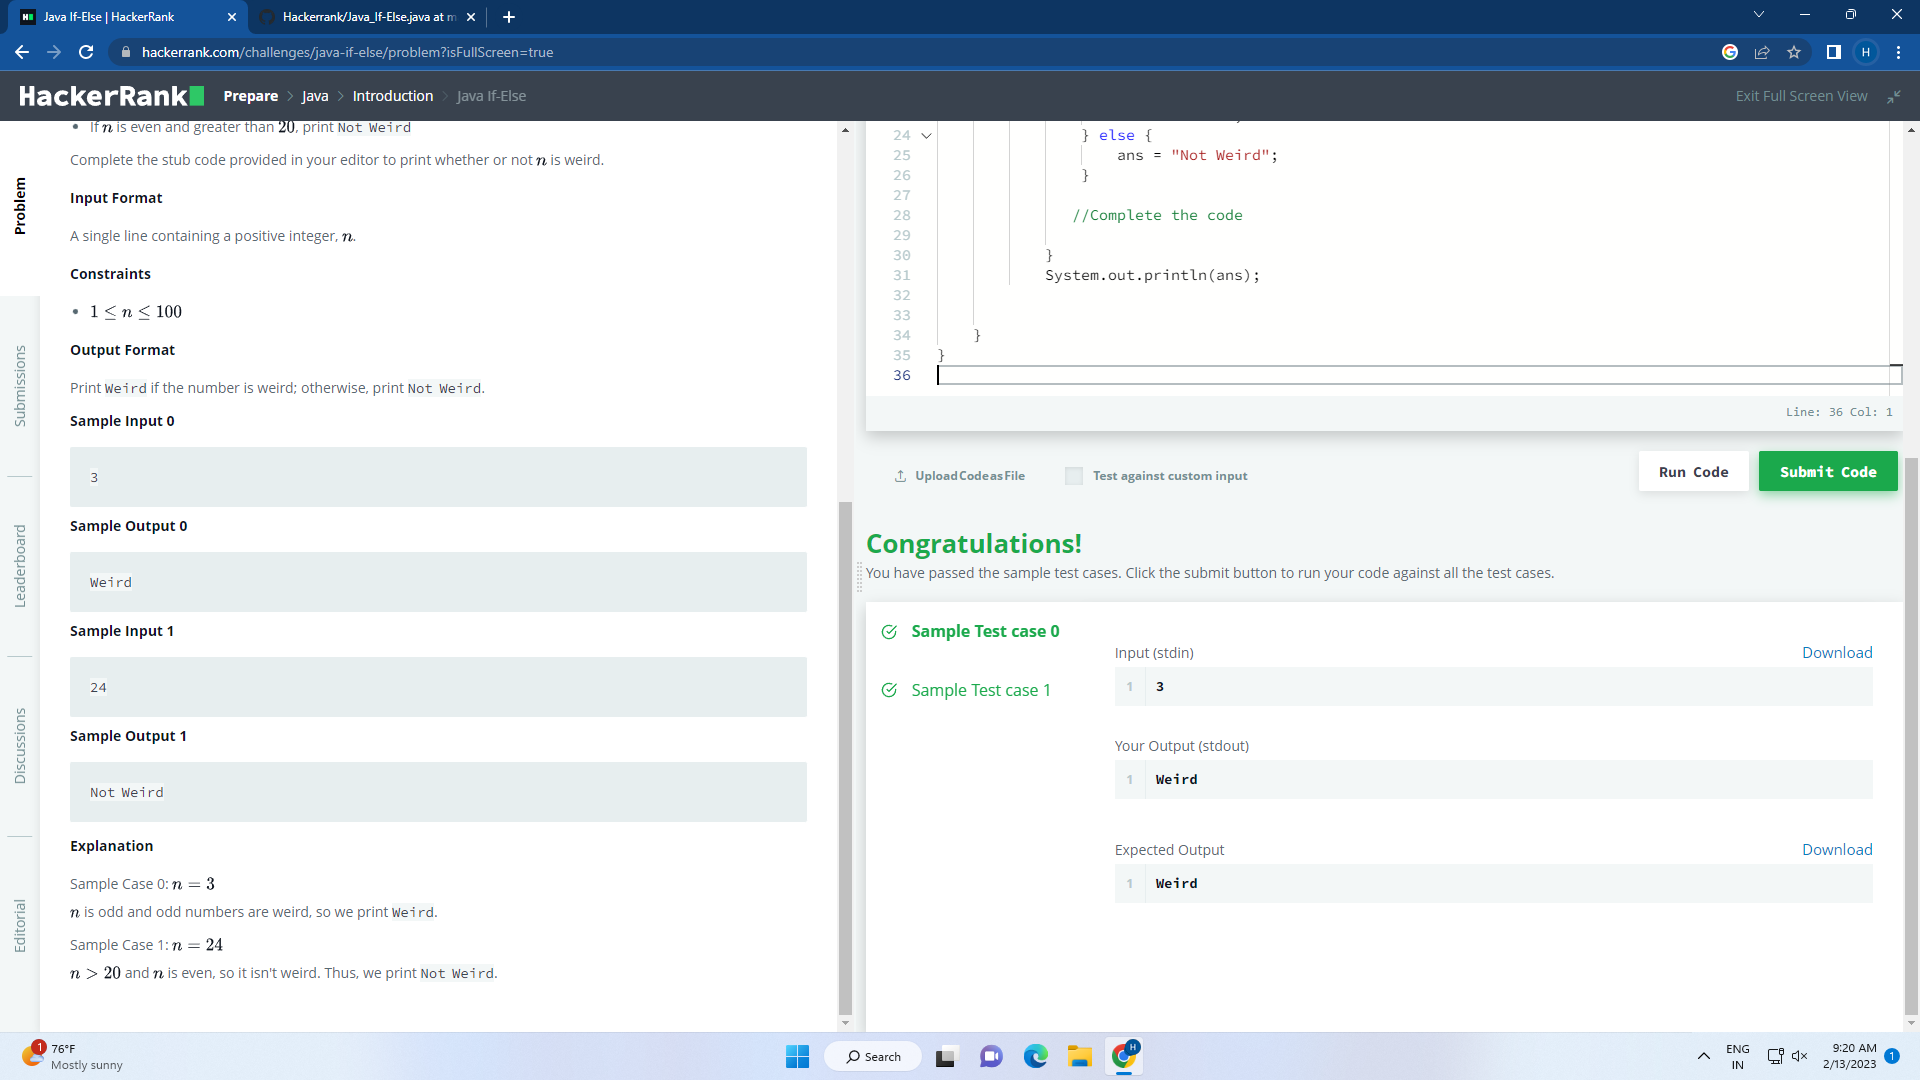 Java If-Else | HackerRank
Hackerrank/Java_If-Else.java at m
hackerrank.com/challenges/java-if-else/problem?isFullScreen=true
H
HackerRank
Prepare > Java > Introduction > Java If-Else
Exit Full Screen View
Problem
Submissions
Leaderboard
Discussions
Editorial
• If n is even and greater than 20, print Not Weird
Complete the stub code provided in your editor to print whether or not n is weird.
Input Format
A single line containing a positive integer, n.
Constraints
• 1 ≤ n ≤ 100
Output Format
Print Weird if the number is weird; otherwise, print Not Weird.
Sample Input 0
3
Sample Output 0
Weird
Sample Input 1
24
Sample Output 1
Not Weird
Explanation
Sample Case 0: n = 3
n is odd and odd numbers are weird, so we print Weird.
Sample Case 1: n = 24
n > 20 and n is even, so it isn't weird. Thus, we print Not Weird.
24 } else {
25 ans = "Not Weird";
26 }
27
28 //Complete the code
29
30 }
31 System.out.println(ans);
32
33
34 }
35 }
36
Line: 36 Col: 1
Upload Code as File
Test against custom input
Run Code
Submit Code
Congratulations!
You have passed the sample test cases. Click the submit button to run your code against all the test cases.
Sample Test case 0
Sample Test case 1
Input (stdin)
Download
1 3
Your Output (stdout)
1 Weird
Expected Output
Download
1 Weird
1
76°F
Mostly sunny
Search
H
ENG
IN
9:20 AM
2/13/2023
1